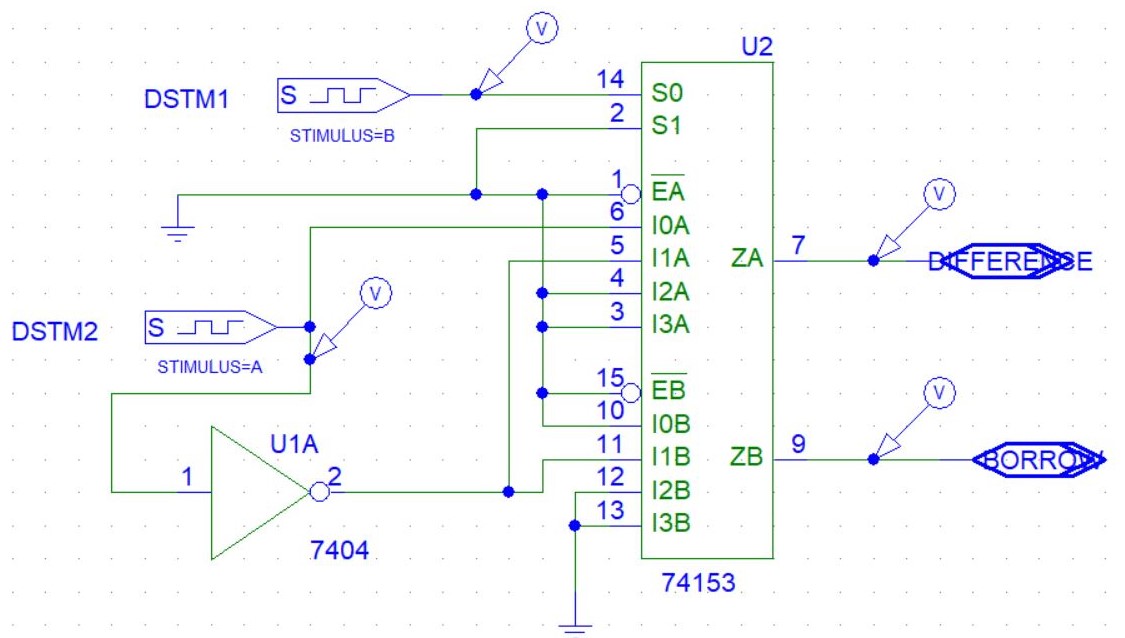 V
U2
DSTM1
S
STIMULUS=B
14
S0
2
S1
1
EA
6
I0A
5
I1A
ZA
7
V
DIFFERENCE
4
I2A
3
I3A
V
DSTM2
S
STIMULUS=A
15
EB
10
I0B
11
I1B
ZB
9
V
BORROW
12
I2B
13
I3B
U1A
1
2
7404
74153